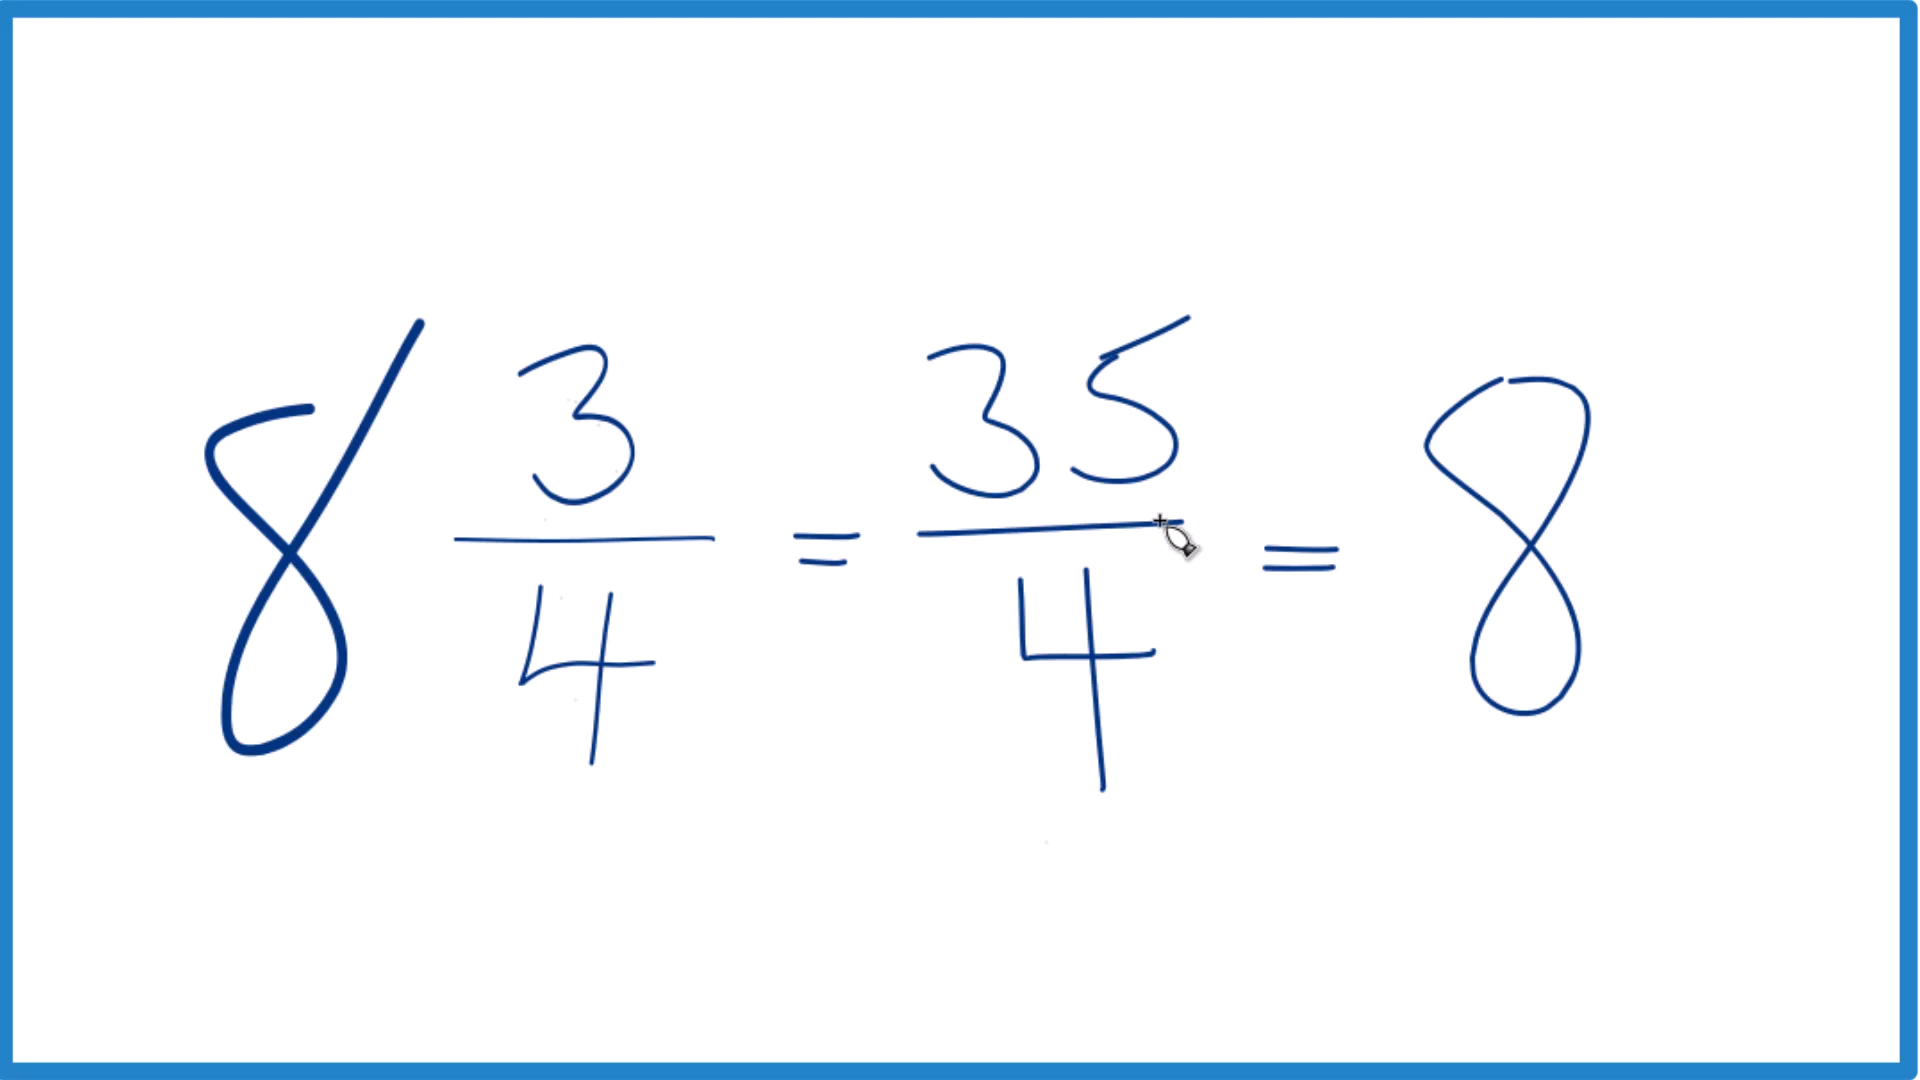 8 3/4 = 35/4 = 8